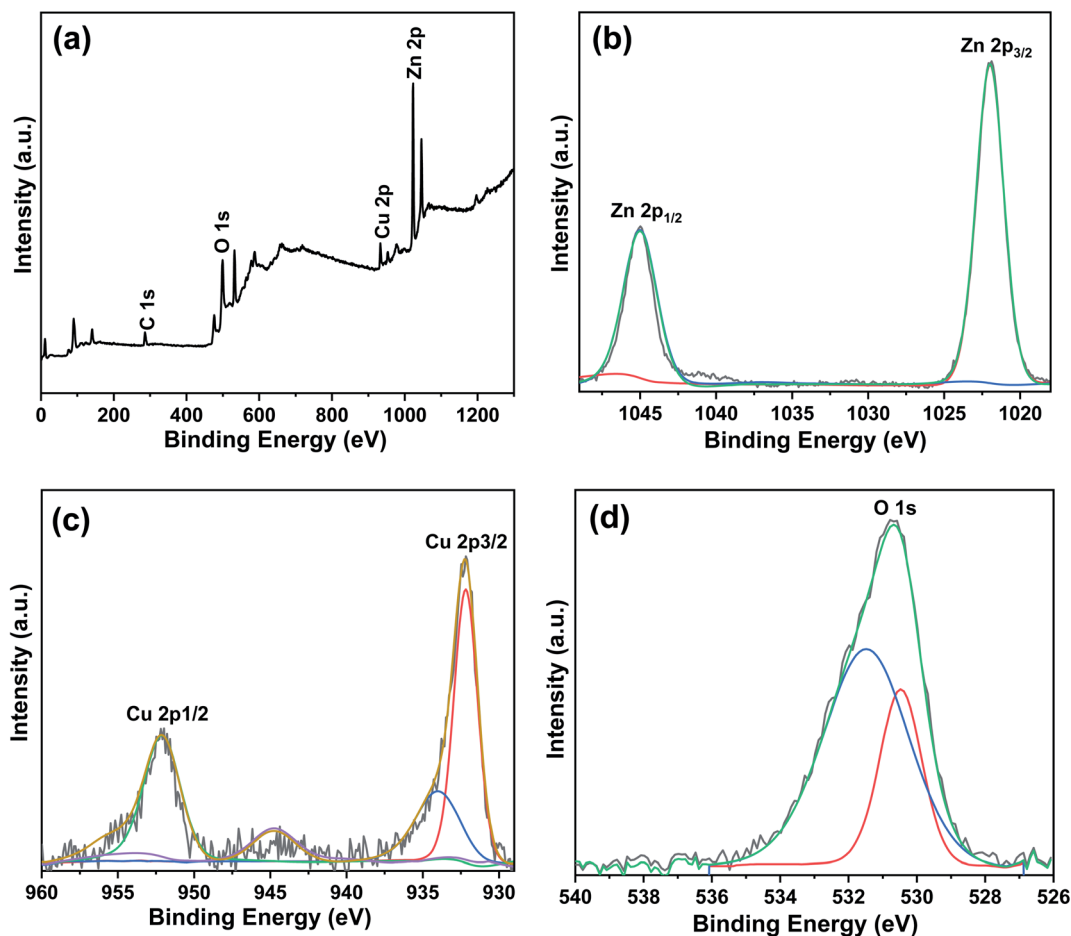 (a)
C 1s
O 1s
Cu 2p
Zn 2p
Intensity (a.u.)
0 200 400 600 800 1000 1200
Binding Energy (eV)
(b)
Zn 2p3/2
Zn 2p1/2
Intensity (a.u.)
1045 1040 1035 1030 1025 1020
Binding Energy (eV)
(c)
Cu 2p3/2
Cu 2p1/2
Intensity (a.u.)
960 955 950 945 940 935 930
Binding Energy (eV)
(d)
O 1s
Intensity (a.u.)
540 538 536 534 532 530 528 526
Binding Energy (eV)